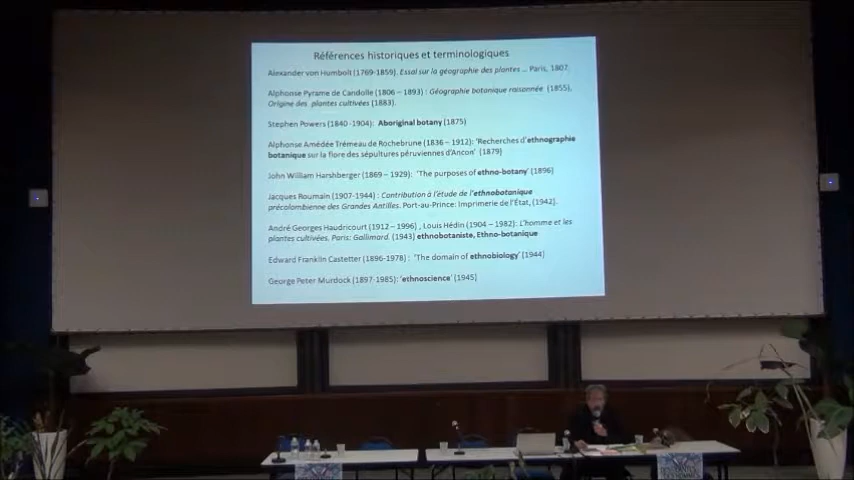 Références historiques et terminologiques
Alexander von Humbolt (1769-1859). Essai sur la géographie des plantes ... Paris, 1807.
Alphonse Pyrame de Candolle (1806 – 1893) : Géographie botanique raisonnée (1855),
Origine des plantes cultivées (1883).
Stephen Powers (1840 -1904): Aboriginal botany (1875)
Alphonse Amédée Trémeau de Rochebrune (1836 – 1912): 'Recherches d'ethnographie
botanique sur la flore des sépultures péruviennes d'Ancon' (1879)
John William Harshberger (1869 – 1929): 'The purposes of ethno-botany' (1896)
Jacques Roumain (1907-1944) : Contribution à l'étude de l'ethnobotanique
précolombienne des Grandes Antilles. Port-au-Prince: Imprimerie de l'État, (1942).
André Georges Haudricourt (1912 – 1996) , Louis Hédin (1904 – 1982): L'homme et les
plantes cultivées. Paris: Gallimard. (1943) ethnobotaniste, Ethno-botanique
Edward Franklin Castetter (1896-1978) : 'The domain of ethnobiology' (1944)
George Peter Murdock (1897-1985): 'ethnoscience' (1945)